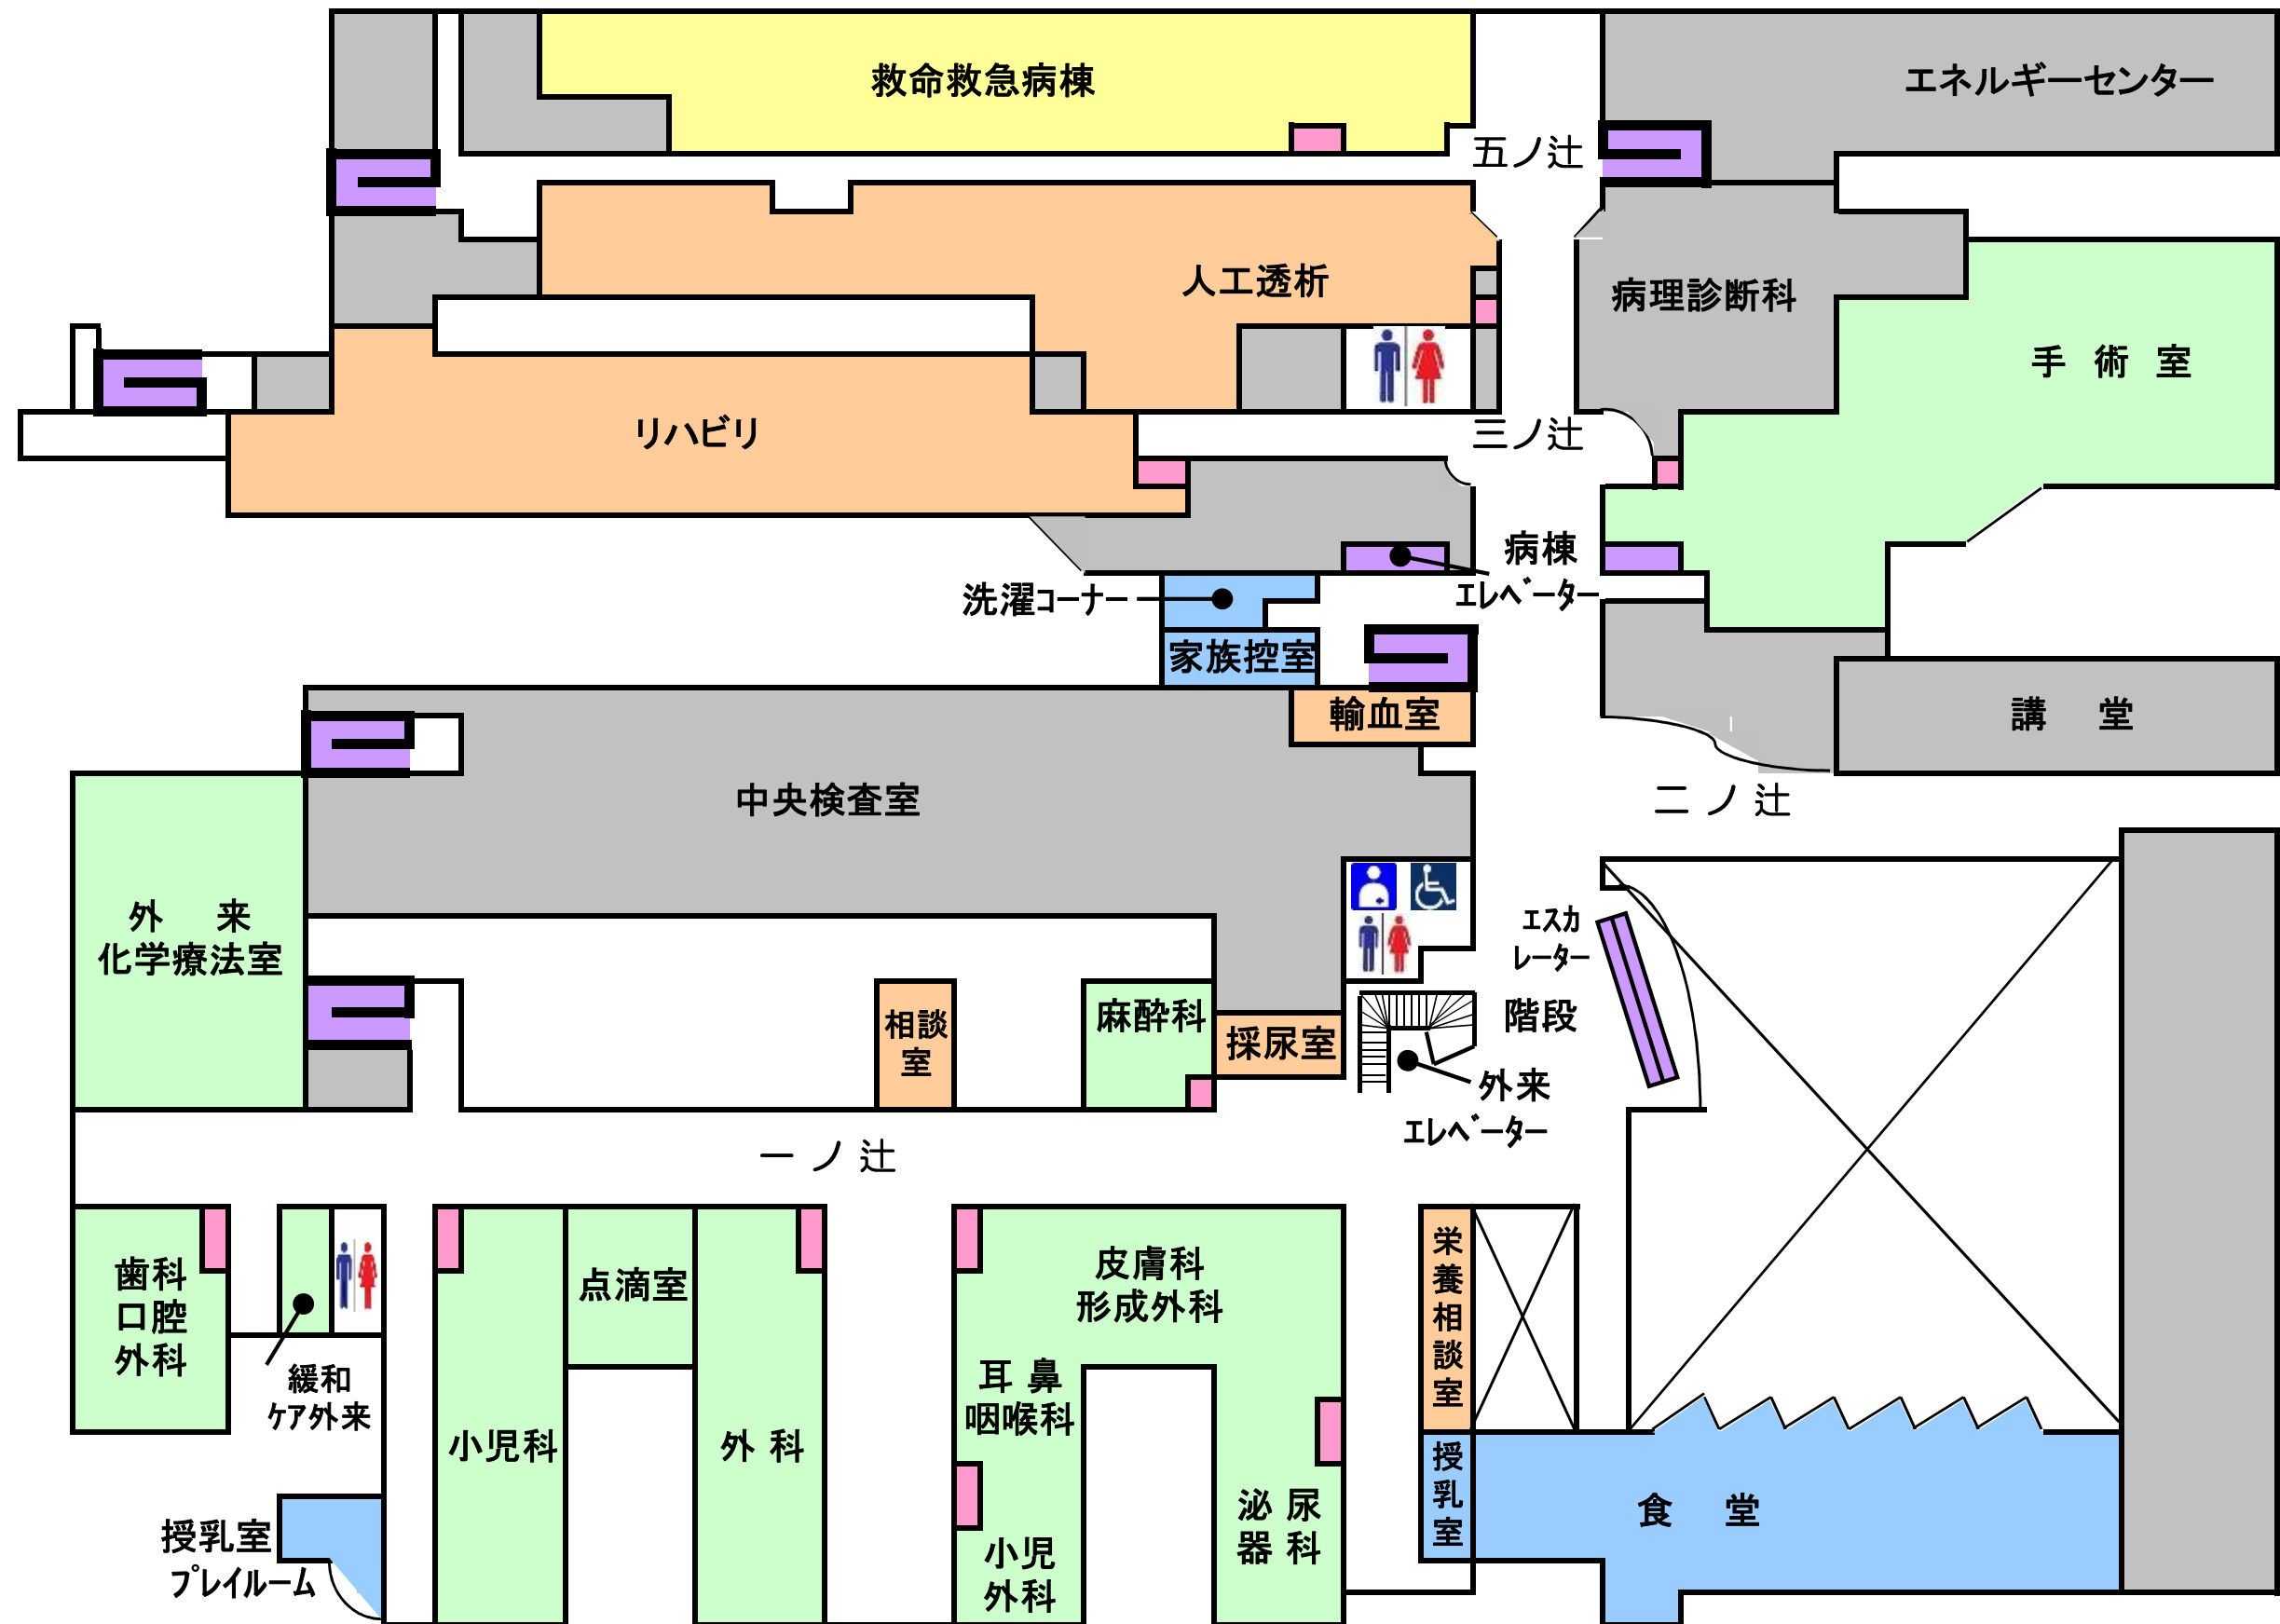 救命救急病棟
エネルギーセンター
五ノ辻
人工透析
病理診断科
手 術 室
リハビリ
三ノ辻
病棟
ｴﾚﾍﾞｰﾀｰ
洗濯ｺｰﾅｰ
家族控室
輸血室
講 堂
中央検査室
二 ノ 辻
外 来
化学療法室
ｴｽｶ
ﾚｰﾀｰ
相談
室
麻酔科
採尿室
階段
外来
ｴﾚﾍﾞｰﾀｰ
一 ノ 辻
歯科
口腔
外科
緩和
ｹｱ外来
点滴室
小児科
外 科
皮膚科
形成外科
耳 鼻
咽喉科
小児
外科
泌 尿
器 科
栄養相談室
授乳室
食 堂
授乳室
ﾌﾟﾚｲﾙｰﾑ